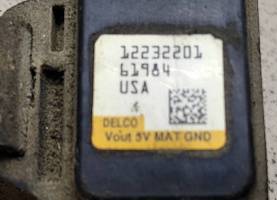 12232201
61984
USA
DELCO
Vout 5V MAT GND